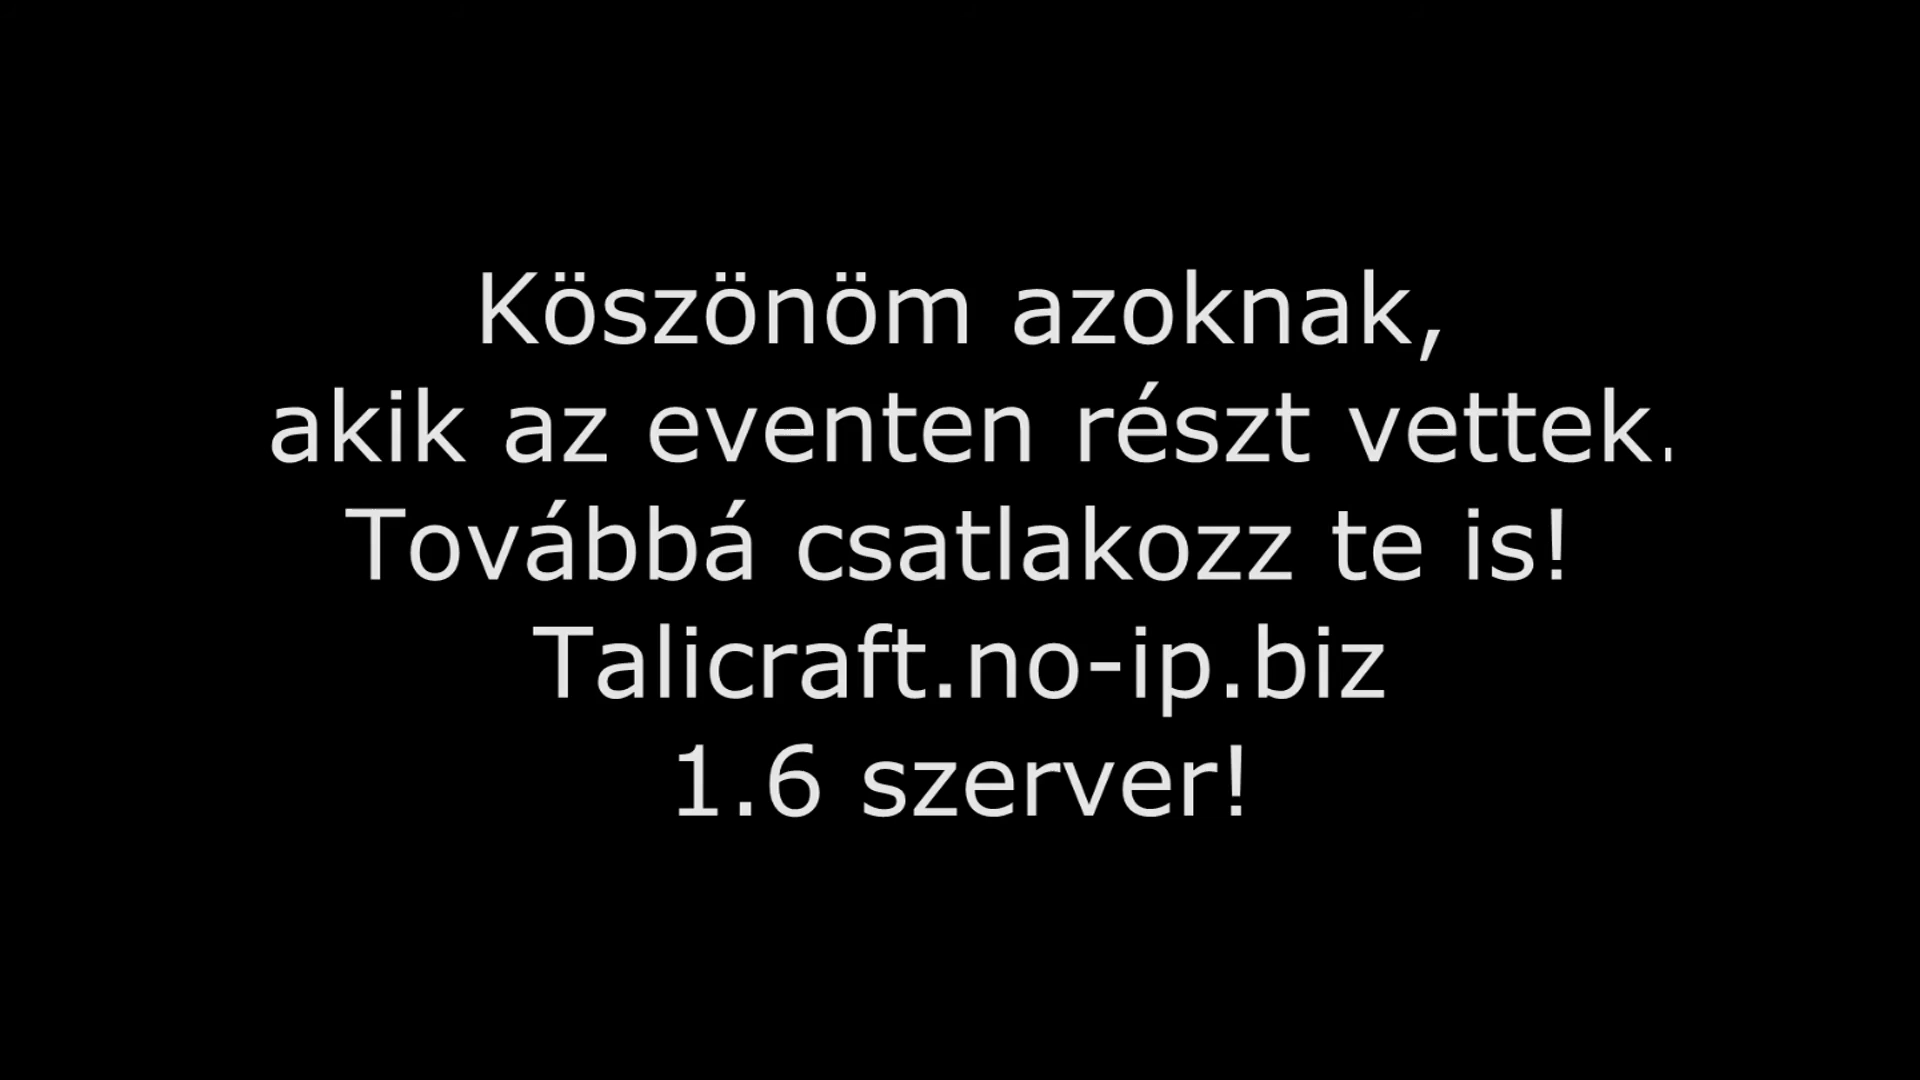 Köszönöm azoknak,
akik az eventen részt vettek.
Továbbá csatlakozz te is!
Talicraft.no-ip.biz
1.6 szerver!